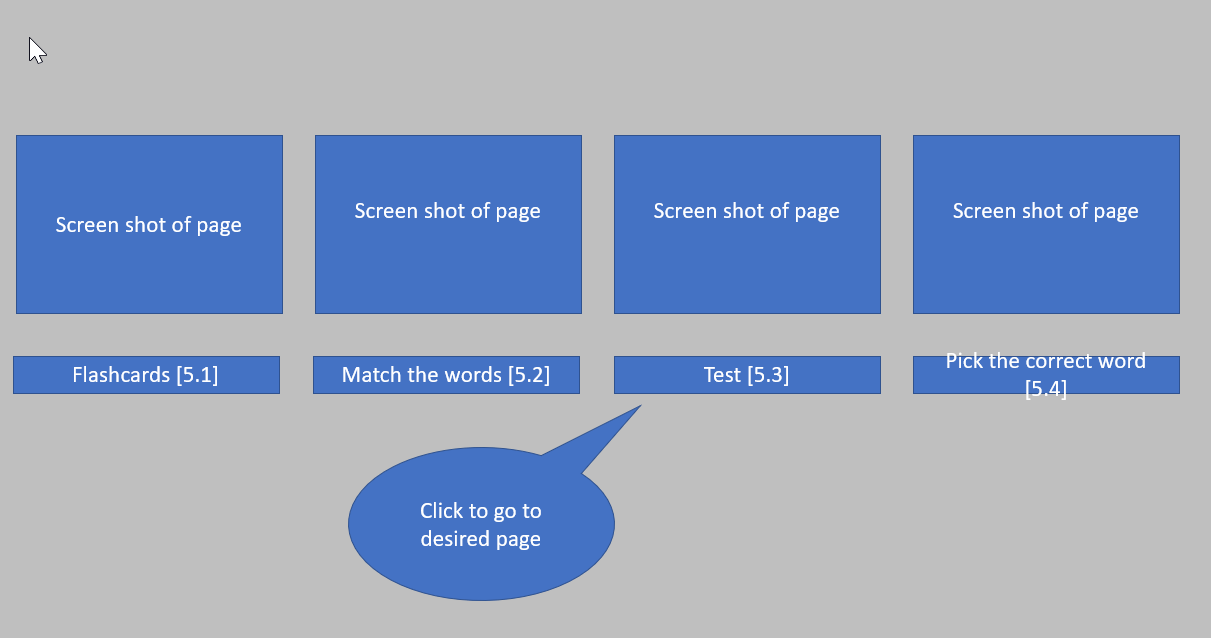 Screen shot of page
Screen shot of page
Screen shot of page
Screen shot of page
Flashcards [5.1]
Match the words [5.2]
Test [5.3]
Pick the correct word
[5.4]
Click to go to
desired page